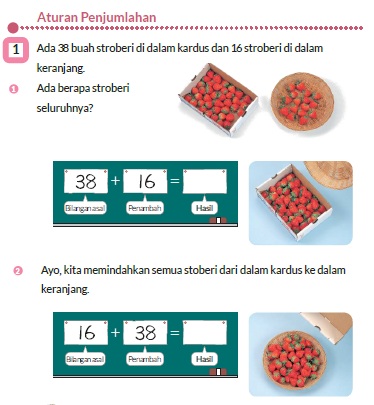 Aturan Penjumlahan
1 Ada 38 buah stroberi di dalam kardus dan 16 stroberi di dalam
keranjang.
1 Ada berapa stroberi
seluruhnya?
38 + 16 =
Bilangan asal Penambah Hasil
2 Ayo, kita memindahkan semua stoberi dari dalam kardus ke dalam
keranjang.
16 + 38 =
Bilangan asal Penambah Hasil